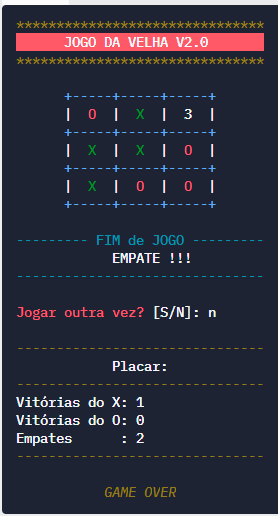 *******************************
JOGO DA VELHA V2.0
*******************************
+-----+-----+-----+
| O | X | 3 |
+-----+-----+-----+
| X | X | O |
+-----+-----+-----+
| X | O | O |
+-----+-----+-----+
--------- FIM de JOGO ---------
EMPATE !!!
-------------------------------
Jogar outra vez? [S/N]: n
-------------------------------
Placar:
-------------------------------
Vitórias do X: 1
Vitórias do O: 0
Empates : 2
-------------------------------
GAME OVER